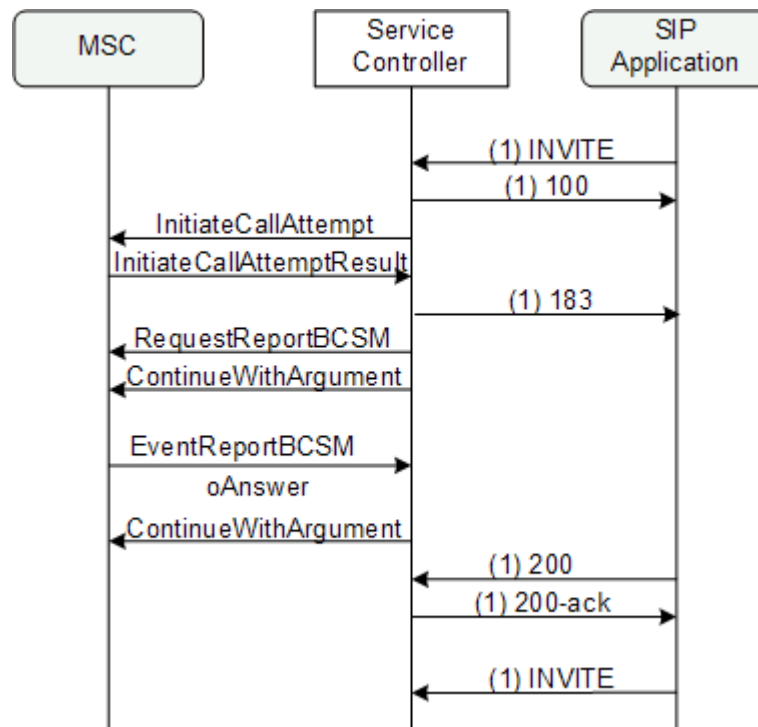 MSC
Service
Controller
SIP
Application
(1) INVITE
(1) 100
InitiateCallAttempt
InitiateCallAttemptResult
(1) 183
RequestReportBCSM
ContinueWithArgument
EventReportBCSM
oAnswer
ContinueWithArgument
(1) 200
(1) 200-ack
(1) INVITE